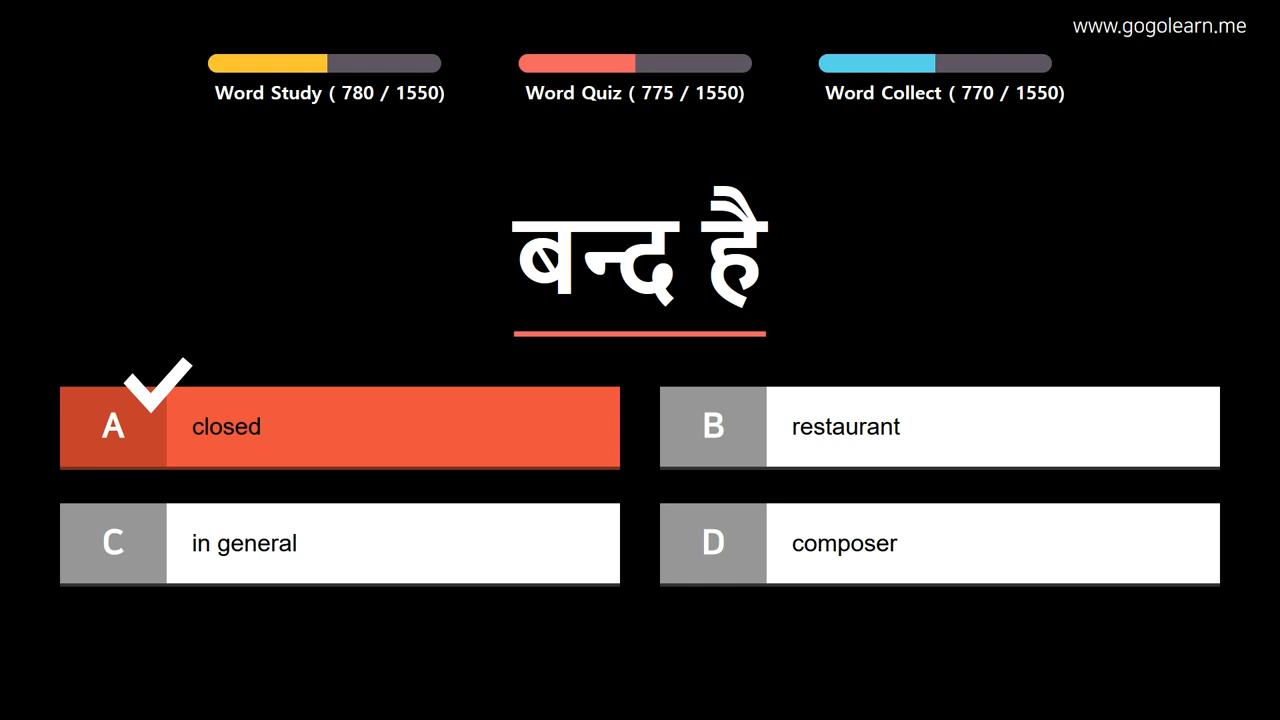 www.gogolearn.me
Word Study ( 780 / 1550)
Word Quiz ( 775 / 1550)
Word Collect ( 770 / 1550)
बन्द है
A closed
B restaurant
C in general
D composer